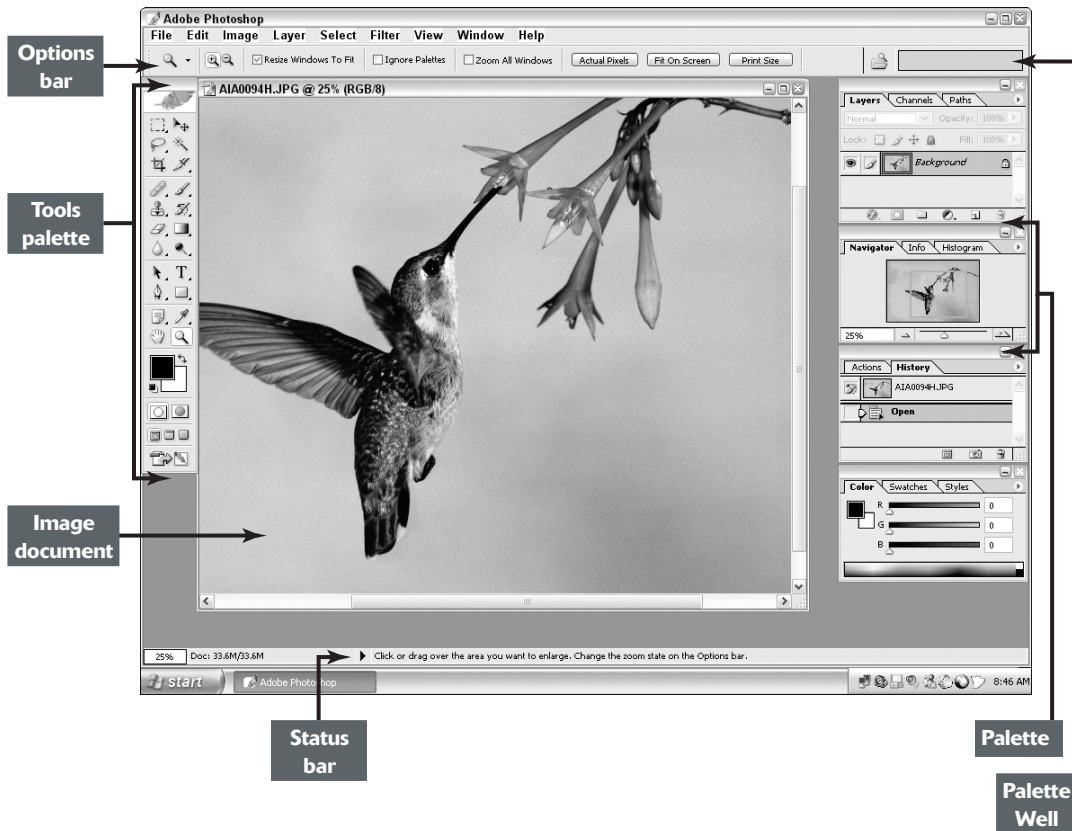 Adobe Photoshop
File Edit Image Layer Select Filter View Window Help
Options
bar
Resize Windows To Fit Ignore Palettes Zoom All Windows Actual Pixels Fit On Screen Print Size
AIA0094H.JPG @ 25% (RGB/8)
Tools
palette
T
Image
document
Layers Channels Paths
Normal Opacity: 100%
Lock: Fill: 100%
Background
Navigator Info Histogram
25%
Actions History
AIA0094H.JPG
Open
Color Swatches Styles
R 0
G 0
B 0
25% Doc: 33.6M/33.6M Click or drag over the area you want to enlarge. Change the zoom state on the Options bar.
start Adobe Photoshop 8:46 AM
Status
bar
Palette
Palette
Well